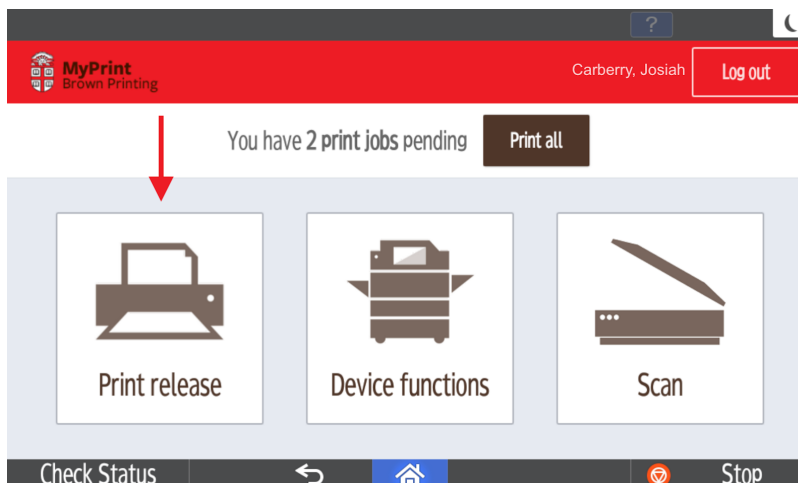 ?
MyPrint
Brown Printing
Carberry, Josiah
Log out
You have 2 print jobs pending
Print all
Print release
Device functions
Scan
Check Status
Stop